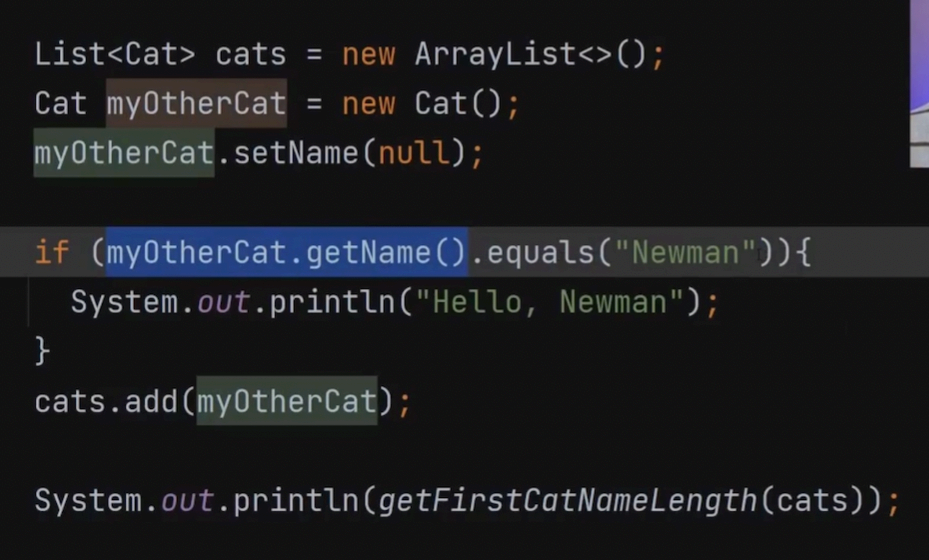 List<Cat> cats = new ArrayList<>();
Cat myOtherCat = new Cat();
myOtherCat.setName(null);
if (myOtherCat.getName().equals("Newman")){
System.out.println("Hello, Newman");
}
cats.add(myOtherCat);
System.out.println(getFirstCatNameLength(cats));